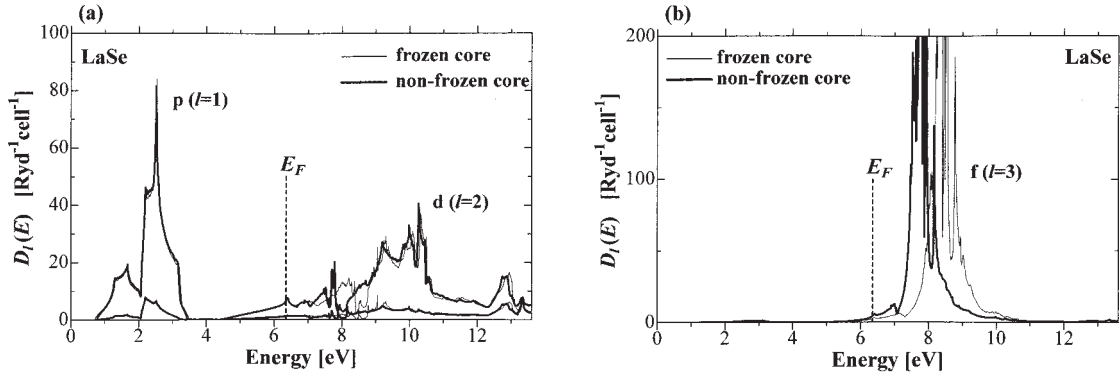 (a)
100
80
60
40
20
0
D_l(E) [Ryd⁻¹cell⁻¹]
LaSe
frozen core
non-frozen core
p (l=1)
E_F
d (l=2)
0 2 4 6 8 10 12
Energy [eV]
(b)
200
100
0
D_l(E) [Ryd⁻¹cell⁻¹]
frozen core
non-frozen core
LaSe
E_F
f (l=3)
0 2 4 6 8 10 12
Energy [eV]